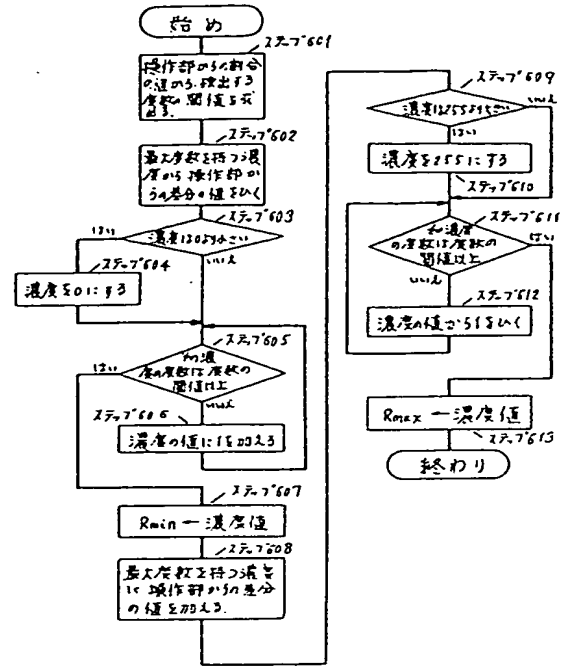 始め
ステップ601
操作部からの割合
の値から、検出する
度数の閾値を求
める.
ステップ602
最大度数を持つ濃
度から操作部か
らの差分の値をひく
ステップ603
濃度は0より小さい
はい
いいえ
ステップ604
濃度を0にする
ステップ605
濃
度の度数は度数の
閾値以上
はい
いいえ
ステップ606
濃度の値に1を加える
ステップ607
Rmin ← 濃度値
ステップ608
最大度数を持つ濃度
に操作部からの差分
の値を加える.
ステップ609
濃度は255より
いいえ
はい
濃度を255にする
ステップ610
ステップ611
濃度
の度数は度数の
閾値以上
はい
いいえ
ステップ612
濃度の値から1をひく
Rmax ← 濃度値
ステップ613
終わり